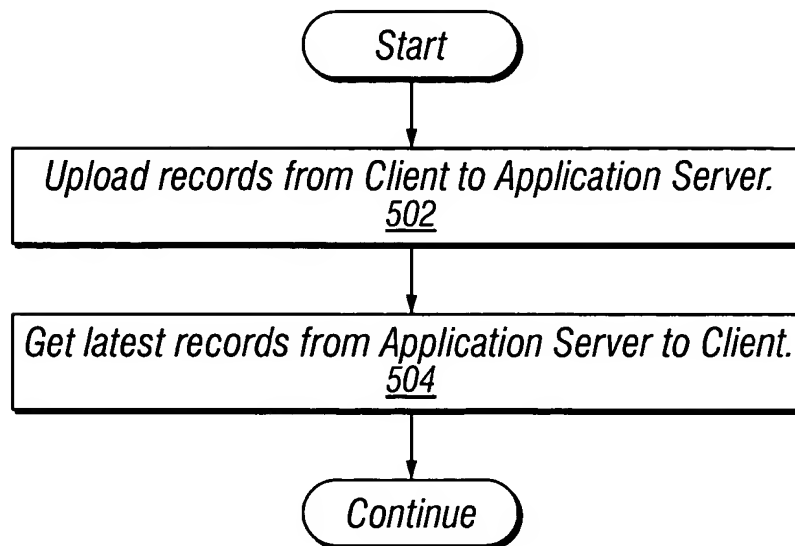 Start
Upload records from Client to Application Server.
502
Get latest records from Application Server to Client.
504
Continue